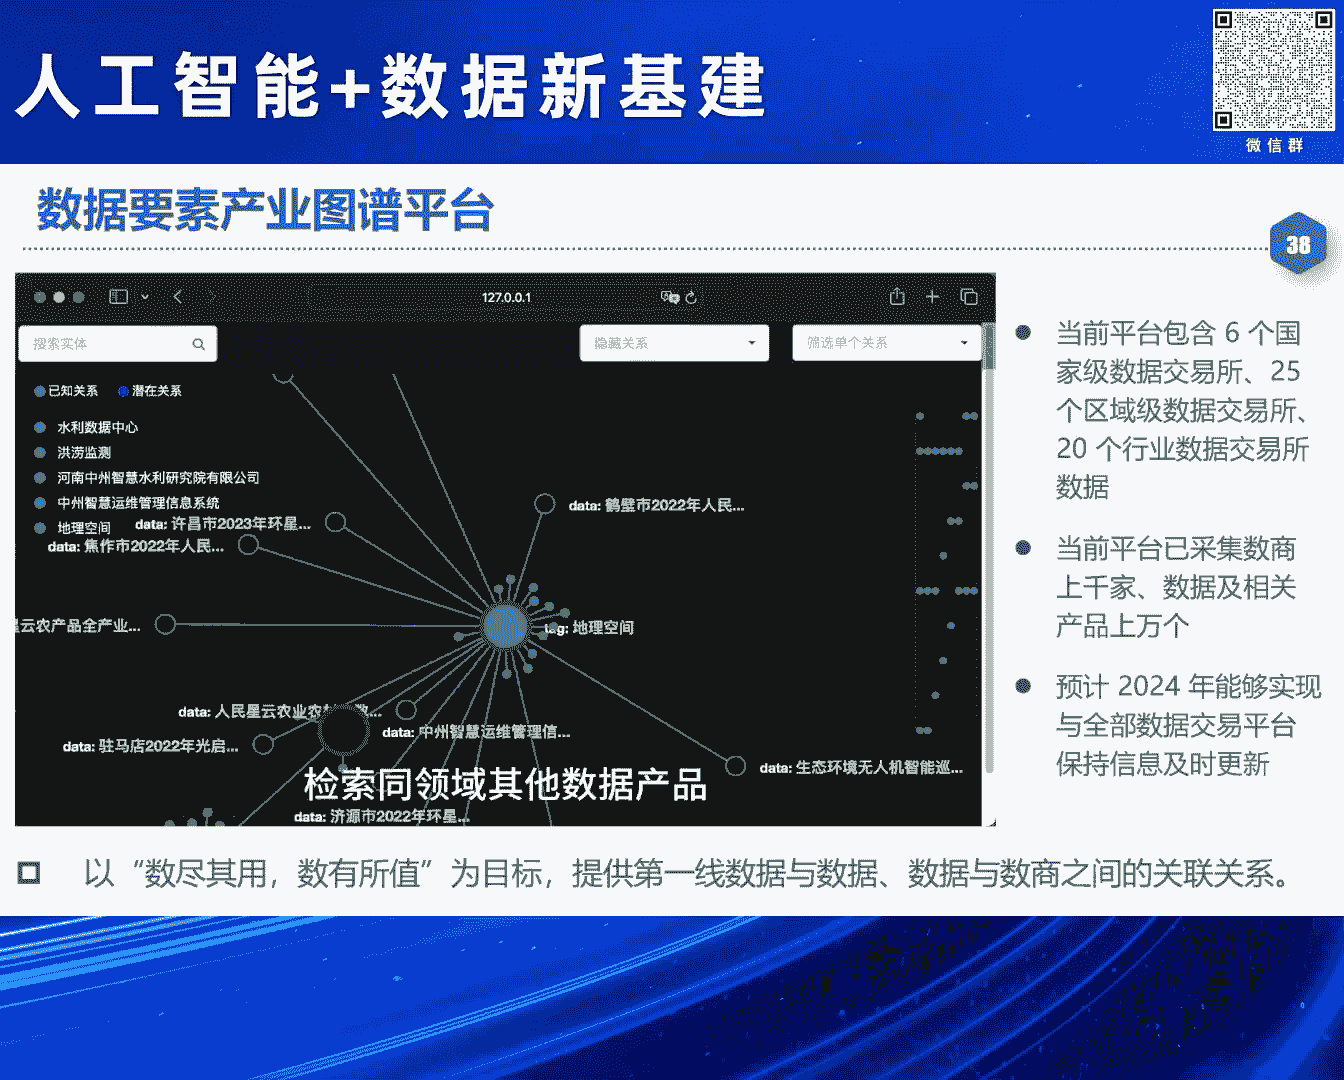 人工智能+数据新基建
微信群
数据要素产业图谱平台
38
127.0.0.1
搜索实体
隐藏关系
筛选单个关系
已知关系 潜在关系
水利数据中心
洪涝监测
河南中州智慧水利研究院有限公司
中州智慧运维管理信息系统
地理空间
data: 许昌市2023年环星...
data: 焦作市2022年人民...
data: 鹤壁市2022年人民...
星云农产品全产业...
tag: 地理空间
data: 人民星云农业农
data: 中州智慧运维管理信...
data: 驻马店2022年光启...
data: 生态环境无人机智能巡...
检索同领域其他数据产品
data: 济源市2022年环星...
当前平台包含 6 个国
家级数据交易所、25
个区域级数据交易所、
20 个行业数据交易所
数据
当前平台已采集数商
上千家、数据及相关
产品上万个
预计 2024 年能够实现
与全部数据交易平台
保持信息及时更新
以“数尽其用，数有所值”为目标，提供第一线数据与数据、数据与数商之间的关联关系。